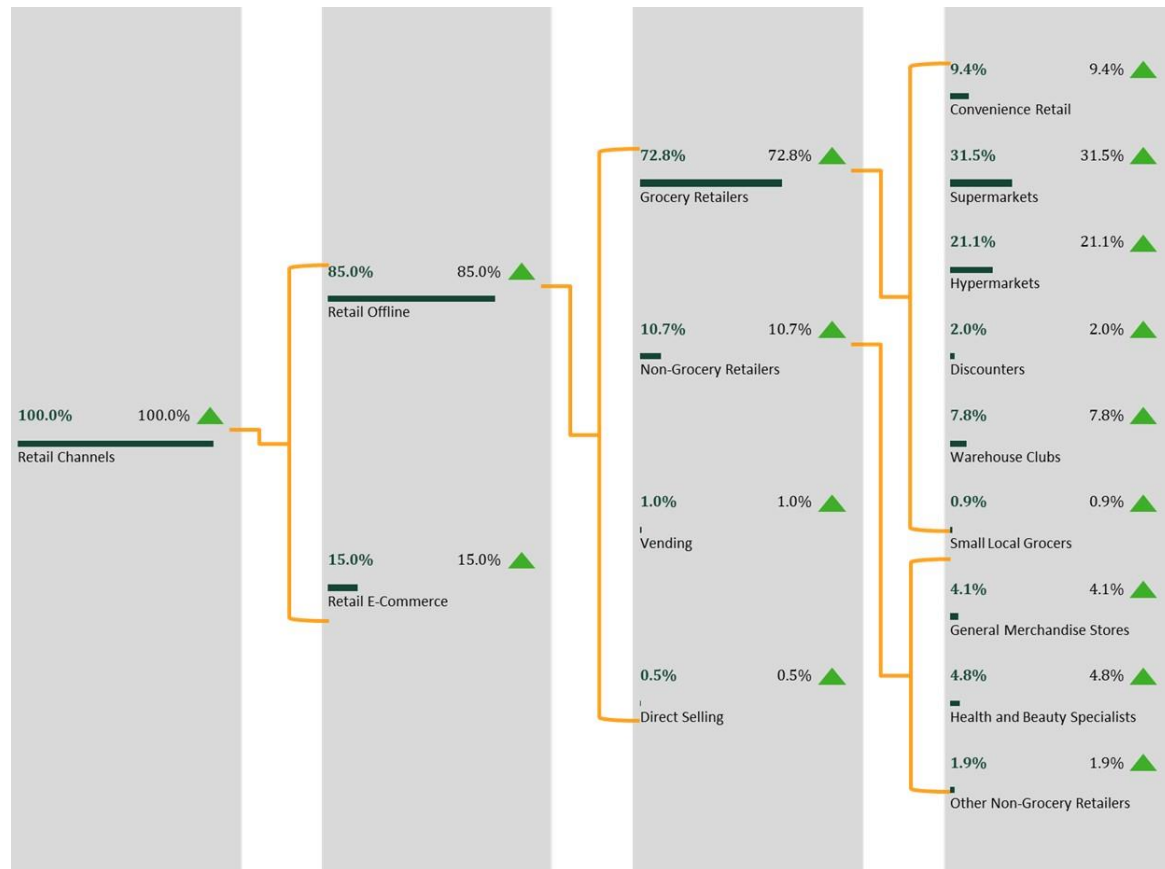 100.0% 100.0%
Retail Channels
85.0% 85.0%
Retail Offline
15.0% 15.0%
Retail E-Commerce
72.8% 72.8%
Grocery Retailers
10.7% 10.7%
Non-Grocery Retailers
1.0% 1.0%
Vending
0.5% 0.5%
Direct Selling
9.4% 9.4%
Convenience Retail
31.5% 31.5%
Supermarkets
21.1% 21.1%
Hypermarkets
2.0% 2.0%
Discounters
7.8% 7.8%
Warehouse Clubs
0.9% 0.9%
Small Local Grocers
4.1% 4.1%
General Merchandise Stores
4.8% 4.8%
Health and Beauty Specialists
1.9% 1.9%
Other Non-Grocery Retailers